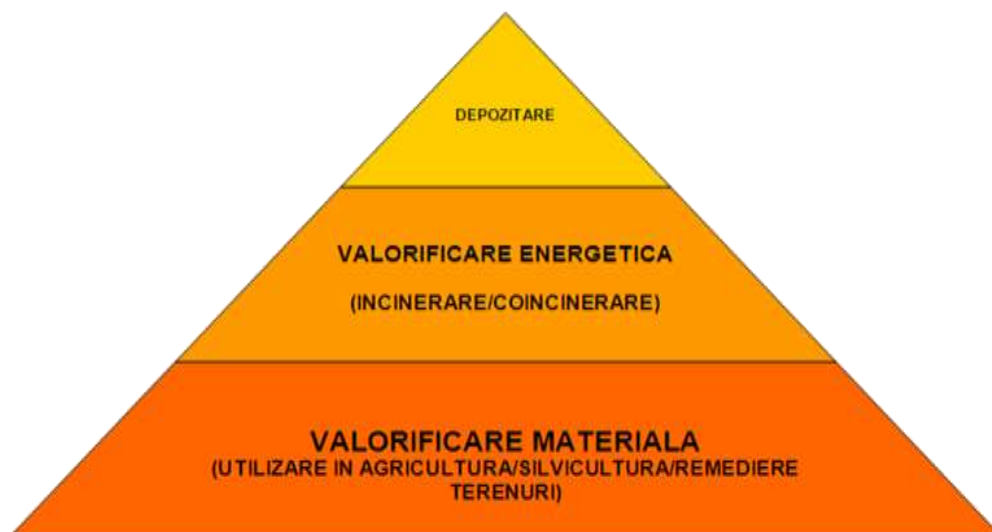 DEPOZITARE
VALORIFICARE ENERGETICA
(INCINERARE/COINCINERARE)
VALORIFICARE MATERIALA
(UTILIZARE IN AGRICULTURA/SILVICULTURA/REMEDIERE
TERENURI)